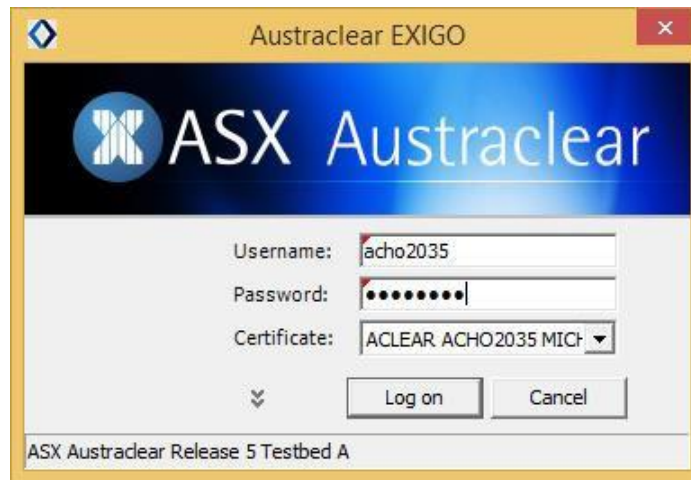 Austraclear EXIGO
ASX Austraclear
Username: acho2035
Password: ●●●●●●●●
Certificate: ACLEAR ACHO2035 MICH
Log on Cancel
ASX Austraclear Release 5 Testbed A